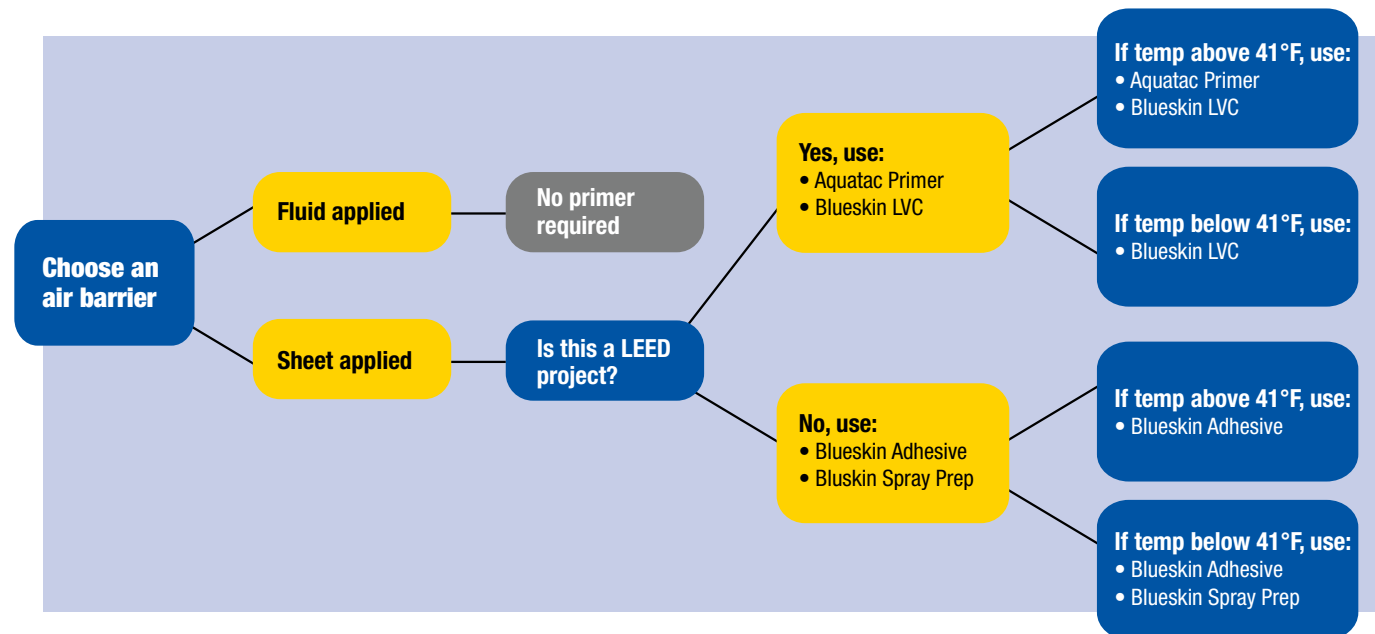 Choose an
air barrier
Fluid applied
No primer
required
Sheet applied
Is this a LEED
project?
Yes, use:
• Aquatac Primer
• Blueskin LVC
If temp above 41°F, use:
• Aquatac Primer
• Blueskin LVC
If temp below 41°F, use:
• Blueskin LVC
No, use:
• Blueskin Adhesive
• Bluskin Spray Prep
If temp above 41°F, use:
• Blueskin Adhesive
If temp below 41°F, use:
• Blueskin Adhesive
• Blueskin Spray Prep